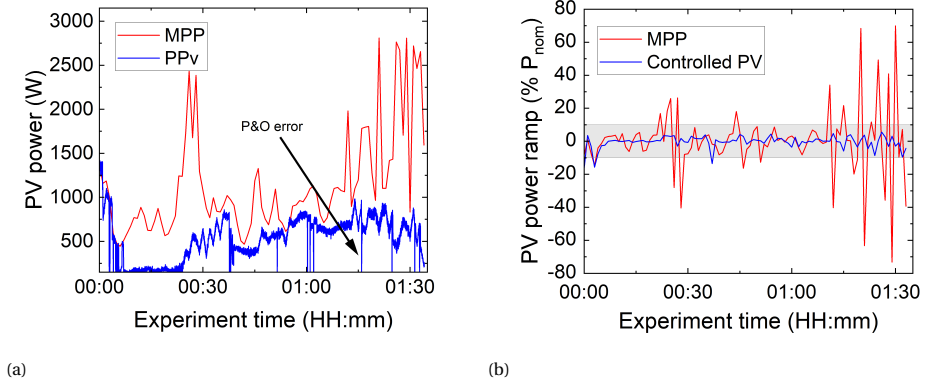 (a)
3000
2500
2000
1500
1000
500
PV power (W)
MPP
PPv
P&O error
00:00
00:30
01:00
01:30
Experiment time (HH:mm)
(b)
80
60
40
20
0
-20
-40
-60
-80
PV power ramp (% Pnom)
MPP
Controlled PV
00:00
00:30
01:00
01:30
Experiment time (HH:mm)
(a)
(b)